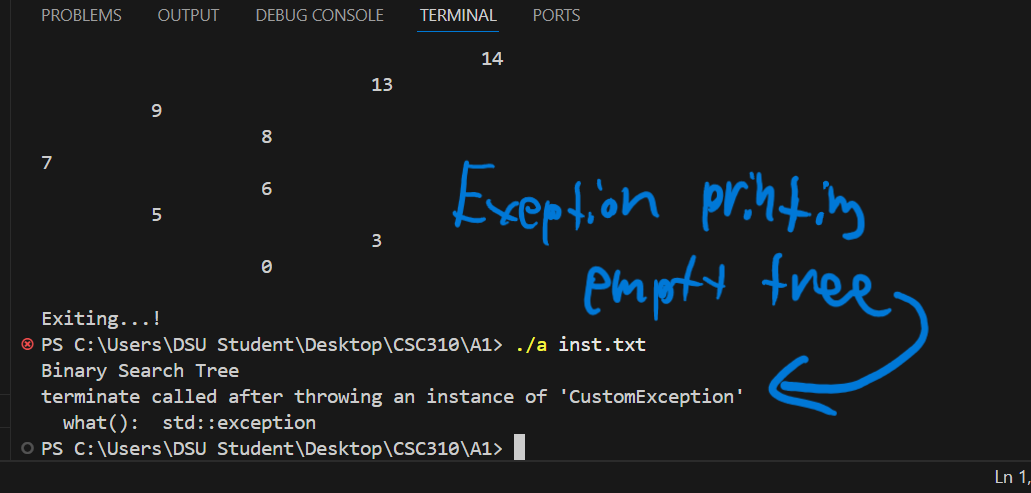 PROBLEMS OUTPUT DEBUG CONSOLE TERMINAL PORTS
14
13
9
8
7
6
5
3
0
Exeption printing
empty tree
Exiting...!
PS C:\Users\DSU Student\Desktop\CSC310\A1> ./a inst.txt
Binary Search Tree
terminate called after throwing an instance of 'CustomException'
what(): std::exception
PS C:\Users\DSU Student\Desktop\CSC310\A1>
Ln 1,